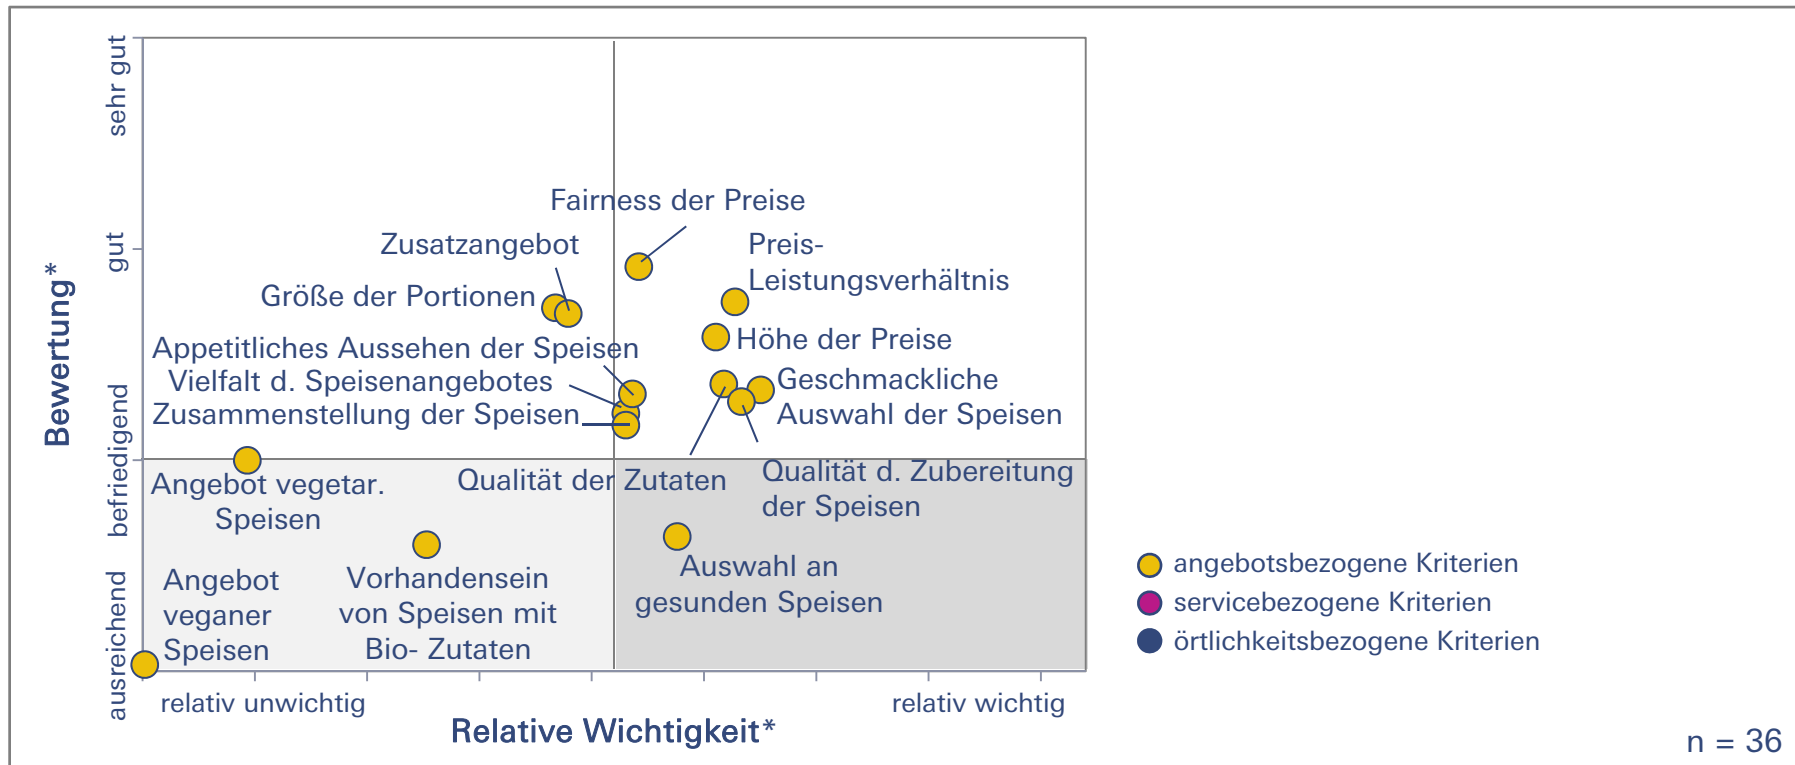 sehr gut
gut
befriedigend
ausreichend
Bewertung*
Fairness der Preise
Zusatzangebot
Preis-
Leistungsverhältnis
Größe der Portionen
Höhe der Preise
Appetitliches Aussehen der Speisen
Vielfalt d. Speisenangebotes
Zusammenstellung der Speisen
Geschmackliche
Auswahl der Speisen
Angebot vegetar.
Speisen
Qualität der Zutaten
Qualität d. Zubereitung
der Speisen
Angebot
veganer
Speisen
Vorhandensein
von Speisen mit
Bio- Zutaten
Auswahl an
gesunden Speisen
relativ unwichtig
relativ wichtig
Relative Wichtigkeit*
angebotsbezogene Kriterien
servicebezogene Kriterien
örtlichkeitsbezogene Kriterien
n = 36